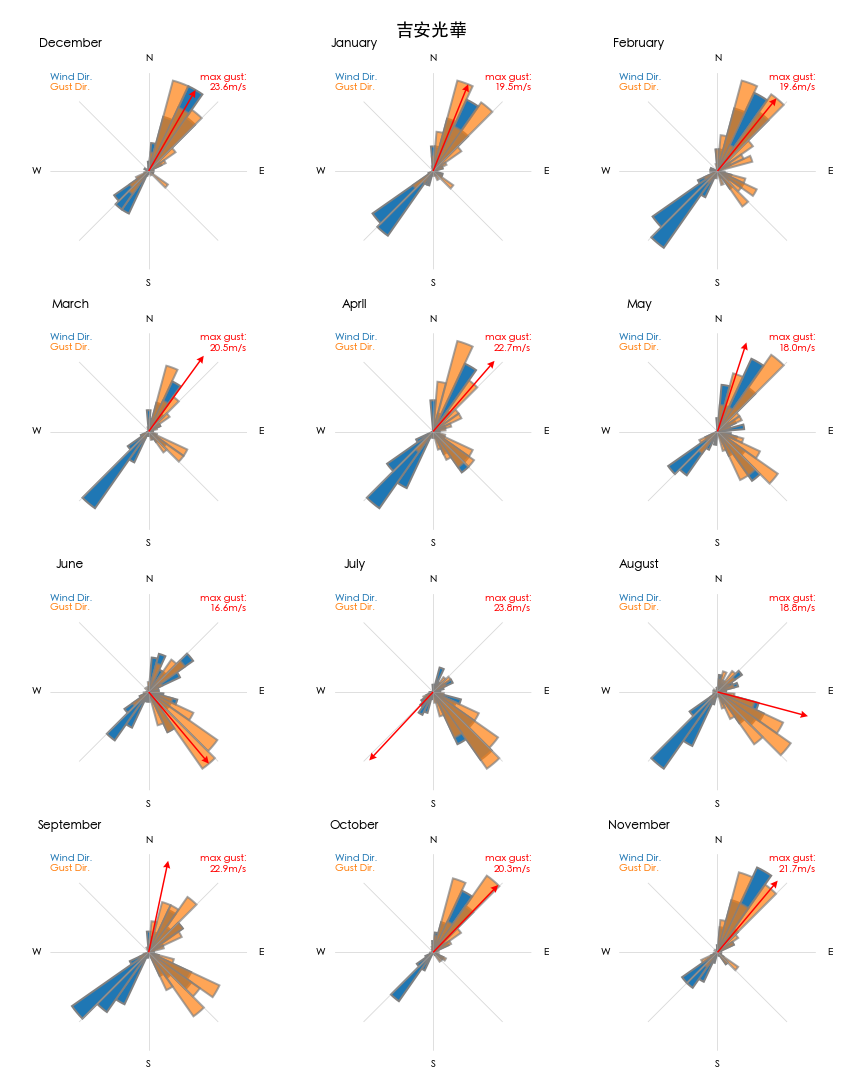 吉安光華
December
N
Wind Dir.
Gust Dir.
max gust:
23.6m/s
W
E
S
January
N
Wind Dir.
Gust Dir.
max gust:
19.5m/s
W
E
S
February
N
Wind Dir.
Gust Dir.
max gust:
19.6m/s
W
E
S
March
N
Wind Dir.
Gust Dir.
max gust:
20.5m/s
W
E
S
April
N
Wind Dir.
Gust Dir.
max gust:
22.7m/s
W
E
S
May
N
Wind Dir.
Gust Dir.
max gust:
18.0m/s
W
E
S
June
N
Wind Dir.
Gust Dir.
max gust:
16.6m/s
W
E
S
July
N
Wind Dir.
Gust Dir.
max gust:
23.8m/s
W
E
S
August
N
Wind Dir.
Gust Dir.
max gust:
18.8m/s
W
E
S
September
N
Wind Dir.
Gust Dir.
max gust:
22.9m/s
W
E
S
October
N
Wind Dir.
Gust Dir.
max gust:
20.3m/s
W
E
S
November
N
Wind Dir.
Gust Dir.
max gust:
21.7m/s
W
E
S